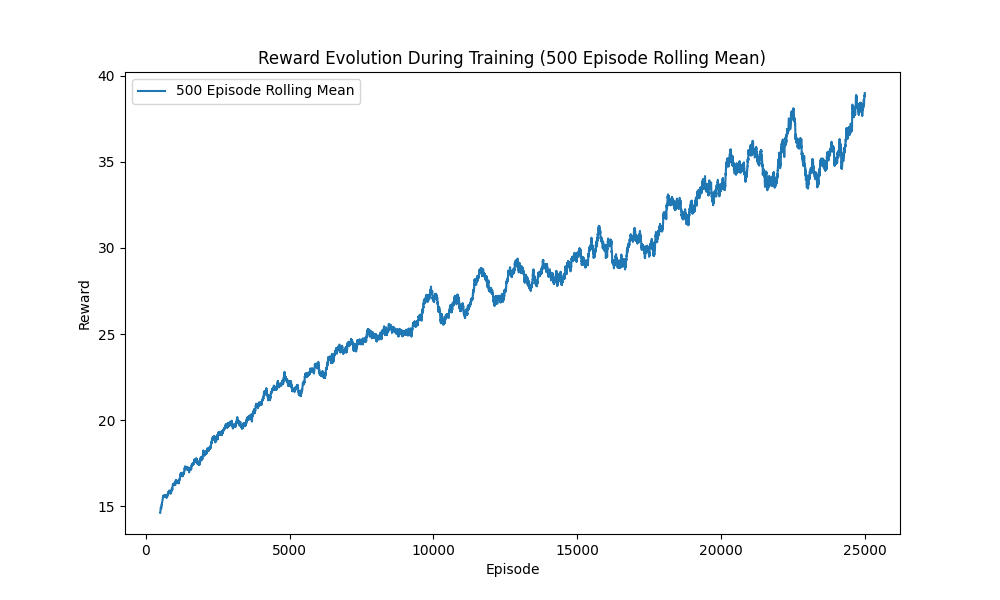 Reward Evolution During Training (500 Episode Rolling Mean)
500 Episode Rolling Mean
40
35
30
25
20
15
Reward
0 5000 10000 15000 20000 25000
Episode